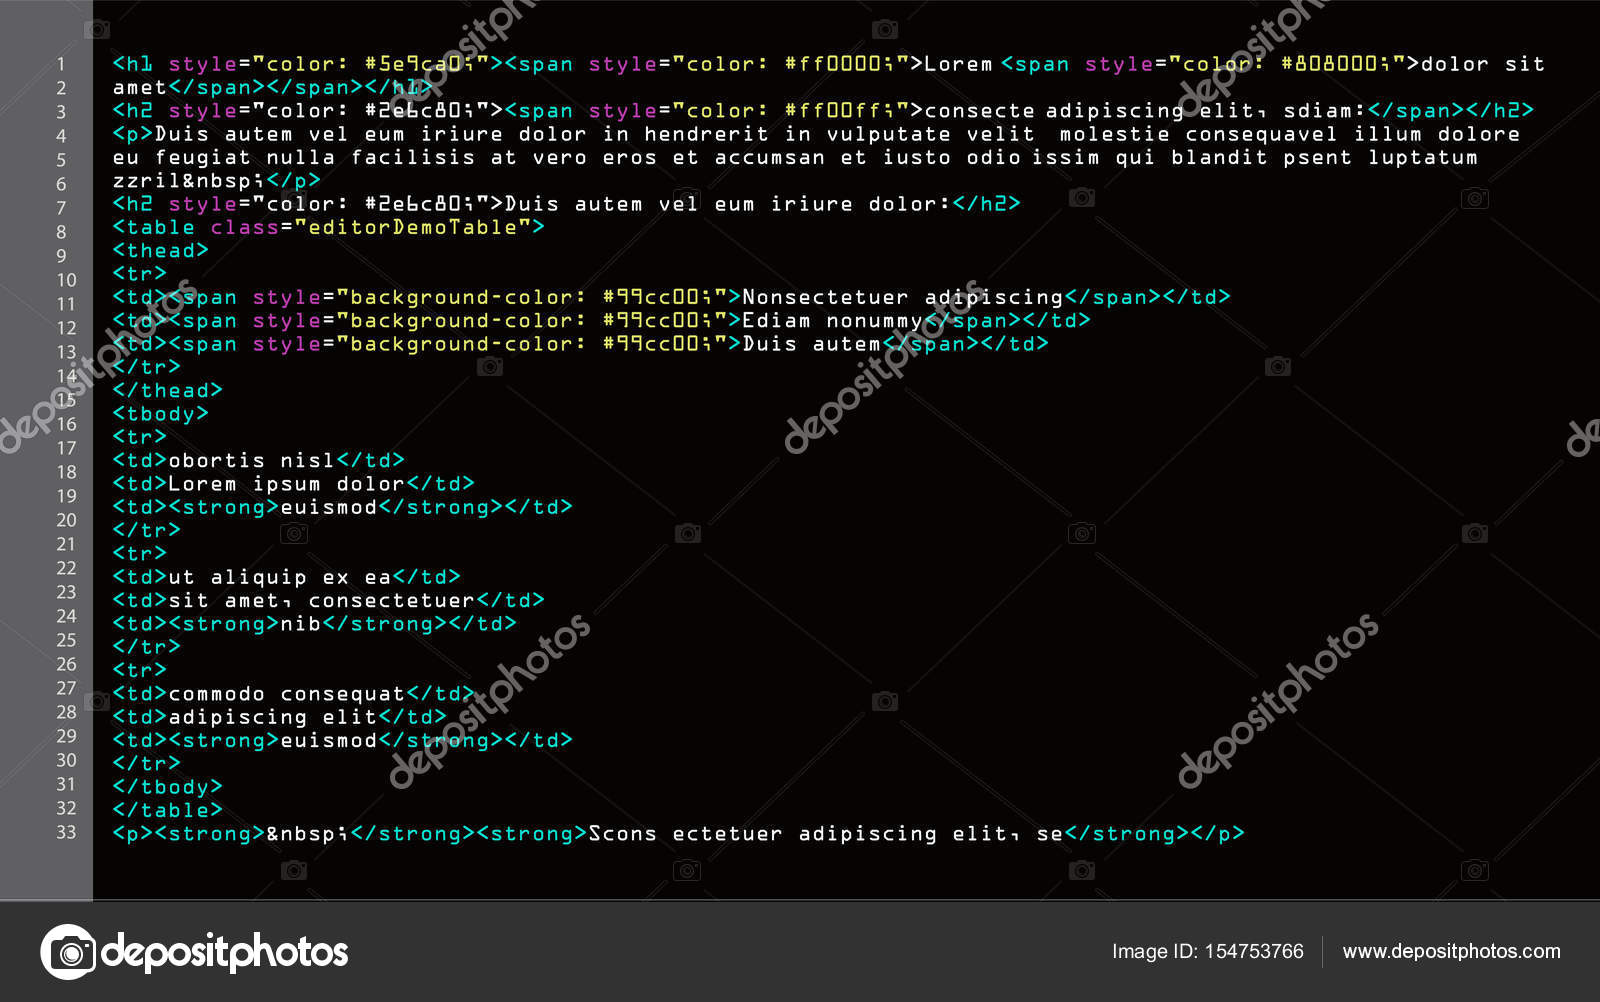 1 <h1 style="color: #5e9ca0;"><span style="color: #ff0000;">Lorem <span style="color: #808000;">dolor sit
2 amet</span></span></h1>
3 <h2 style="color: #2e6c80;"><span style="color: #ff00ff;">consecte adipiscing elit, sdiam:</span></h2>
4 <p>Duis autem vel eum iriure dolor in hendrerit in vulputate velit molestie consequavel illum dolore
5 eu feugiat nulla facilisis at vero eros et accumsan et iusto odio issim qui blandit psent luptatum
6 zzril&nbsp;</p>
7 <h2 style="color: #2e6c80;">Duis autem vel eum iriure dolor:</h2>
8 <table class="editorDemoTable">
9 <thead>
10 <tr>
11 <td><span style="background-color: #99cc00;">Nonsectetuer adipiscing</span></td>
12 <td><span style="background-color: #99cc00;">Ediam nonummy</span></td>
13 <td><span style="background-color: #99cc00;">Duis autem</span></td>
14 </tr>
15 </thead>
16 <tbody>
17 <tr>
18 <td>obortis nisl</td>
19 <td>Lorem ipsum dolor</td>
20 <td><strong>euismod</strong></td>
21 </tr>
22 <tr>
23 <td>ut aliquip ex ea</td>
24 <td>sit amet, consectetuer</td>
25 <td><strong>nib</strong></td>
26 </tr>
27 <tr>
28 <td>commodo consequat</td>
29 <td>adipiscing elit</td>
30 <td><strong>euismod</strong></td>
31 </tr>
32 </tbody>
33 </table>
<p><strong>&nbsp;</strong><strong>Scons ectetuer adipiscing elit, se</strong></p>
depositphotos
Image ID: 154753766 www.depositphotos.com